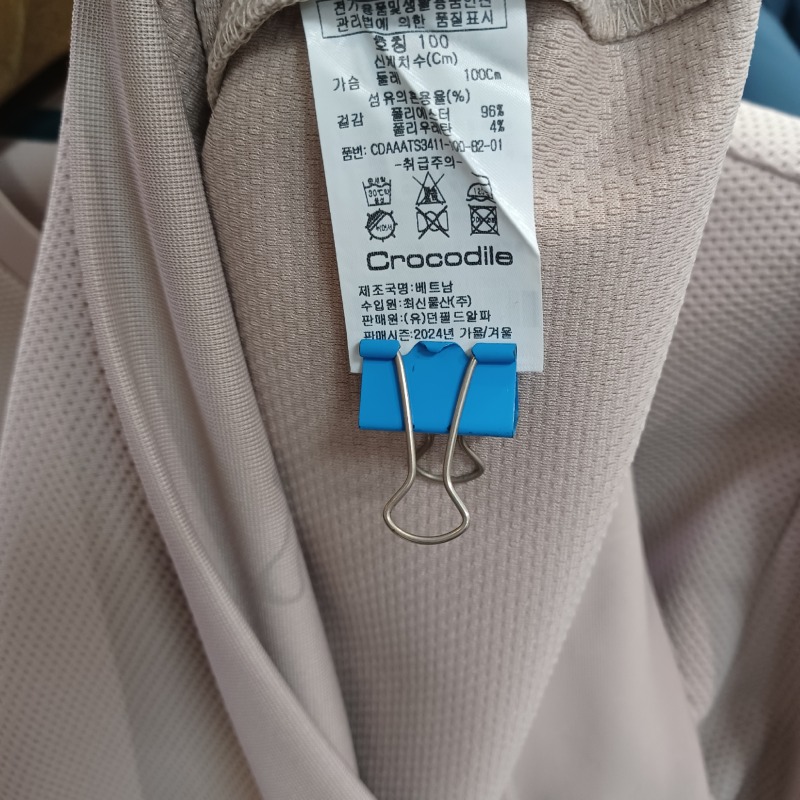 전기용품및생활용품안전
관리법에 의한 품질표시
호칭 100
신체치수(Cm)
가슴 둘레 100Cm
섬유의혼용율(%)
겉감 폴리에스터 96%
폴리우레탄 4%
품번: CDAAATS3411-100-B2-01
-취급주의-
30℃
Crocodile
제조국명:베트남
수입원:최신물산(주)
판매원:(유)던필드알파
판매시즌:2024년 가을/겨울